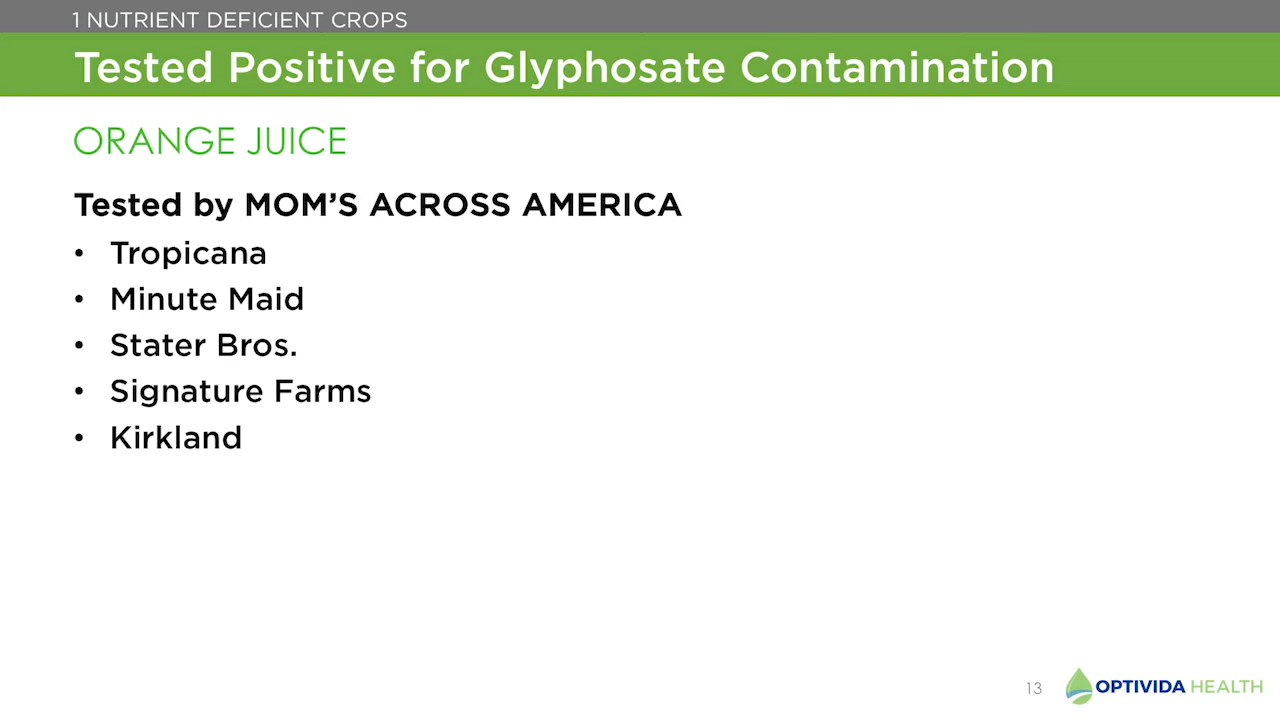 1 NUTRIENT DEFICIENT CROPS
Tested Positive for Glyphosate Contamination
ORANGE JUICE
Tested by MOM’S ACROSS AMERICA
• Tropicana
• Minute Maid
• Stater Bros.
• Signature Farms
• Kirkland
13
OPTIVIDA HEALTH